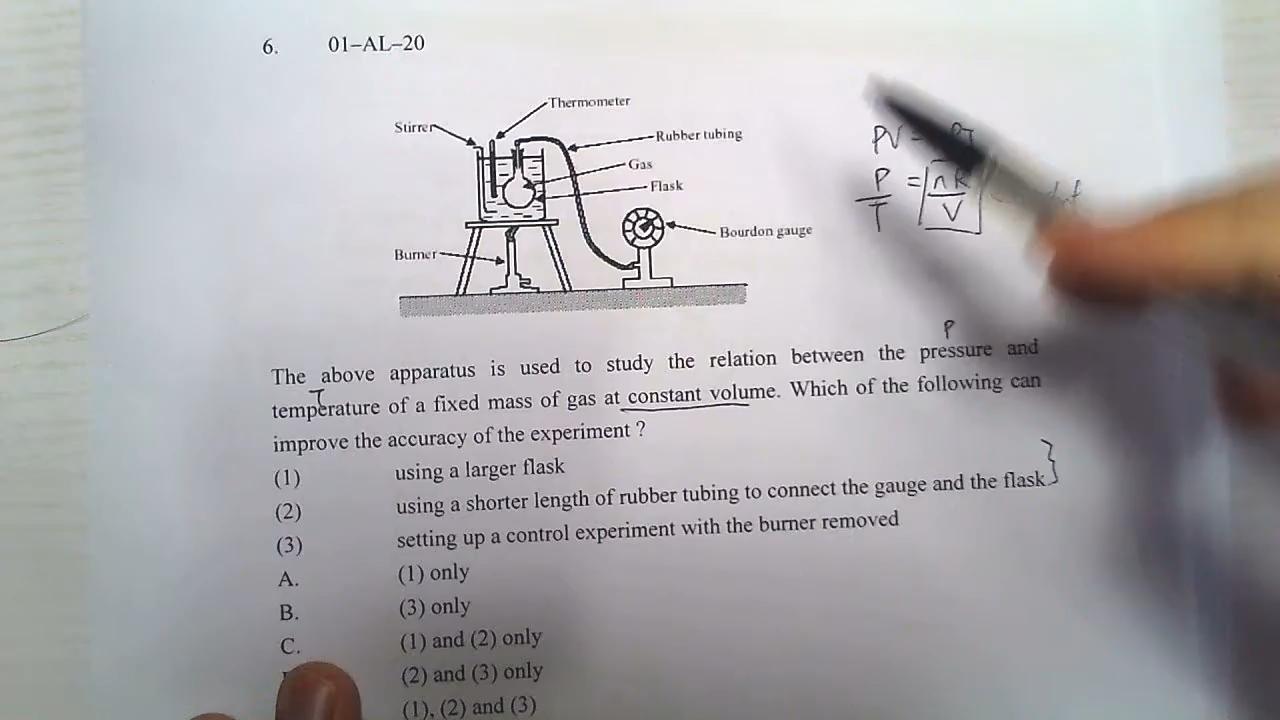 6. 01–AL–20
Thermometer
Stirrer
Rubber tubing
Gas
Flask
Bourdon gauge
Burner
PV =
P/T = nR/V
P
The above apparatus is used to study the relation between the pressure and
T
temperature of a fixed mass of gas at constant volume. Which of the following can
improve the accuracy of the experiment ?
(1) using a larger flask
(2) using a shorter length of rubber tubing to connect the gauge and the flask
(3) setting up a control experiment with the burner removed
A. (1) only
B. (3) only
C. (1) and (2) only
(2) and (3) only
(1), (2) and (3)